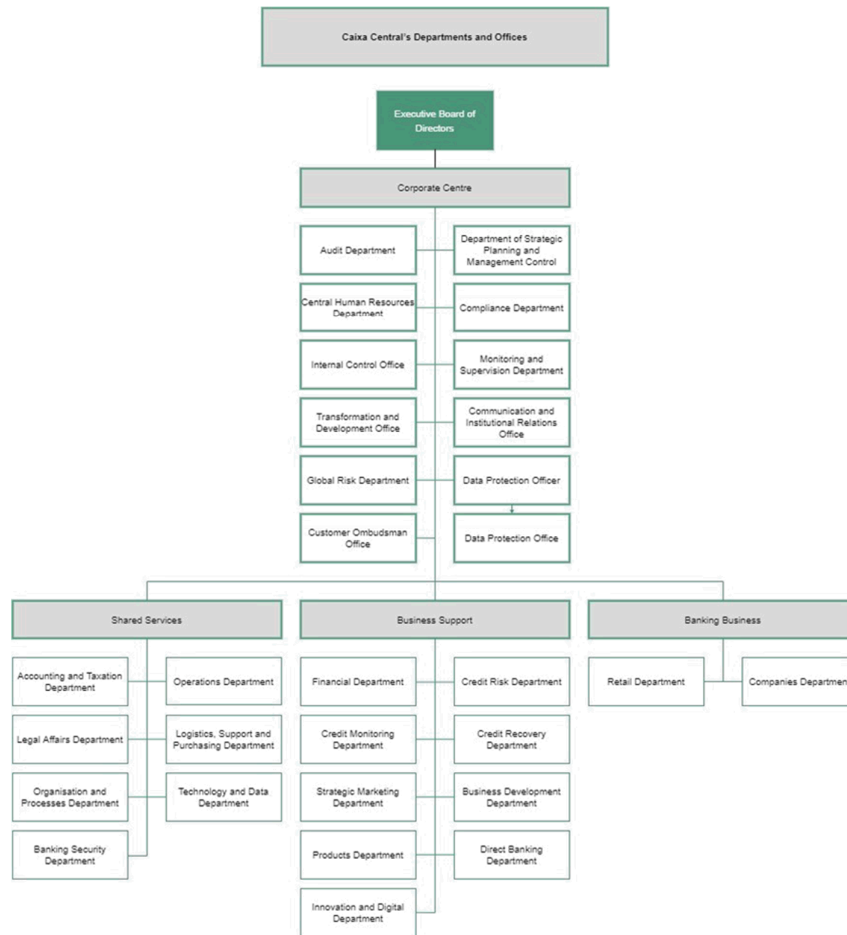 Caixa Central's Departments and Offices
Executive Board of
Directors
Corporate Centre
Audit Department
Department of Strategic
Planning and
Management Control
Central Human Resources
Department
Compliance Department
Internal Control Office
Monitoring and
Supervision Department
Transformation and
Development Office
Communication and
Institutional Relations
Office
Global Risk Department
Data Protection Officer
Customer Ombudsman
Office
Data Protection Office
Shared Services
Business Support
Banking Business
Accounting and Taxation
Department
Operations Department
Financial Department
Credit Risk Department
Retail Department
Companies Department
Legal Affairs Department
Logistics, Support and
Purchasing Department
Credit Monitoring
Department
Credit Recovery
Department
Organisation and
Processes Department
Technology and Data
Department
Strategic Marketing
Department
Business Development
Department
Banking Security
Department
Products Department
Direct Banking
Department
Innovation and Digital
Department